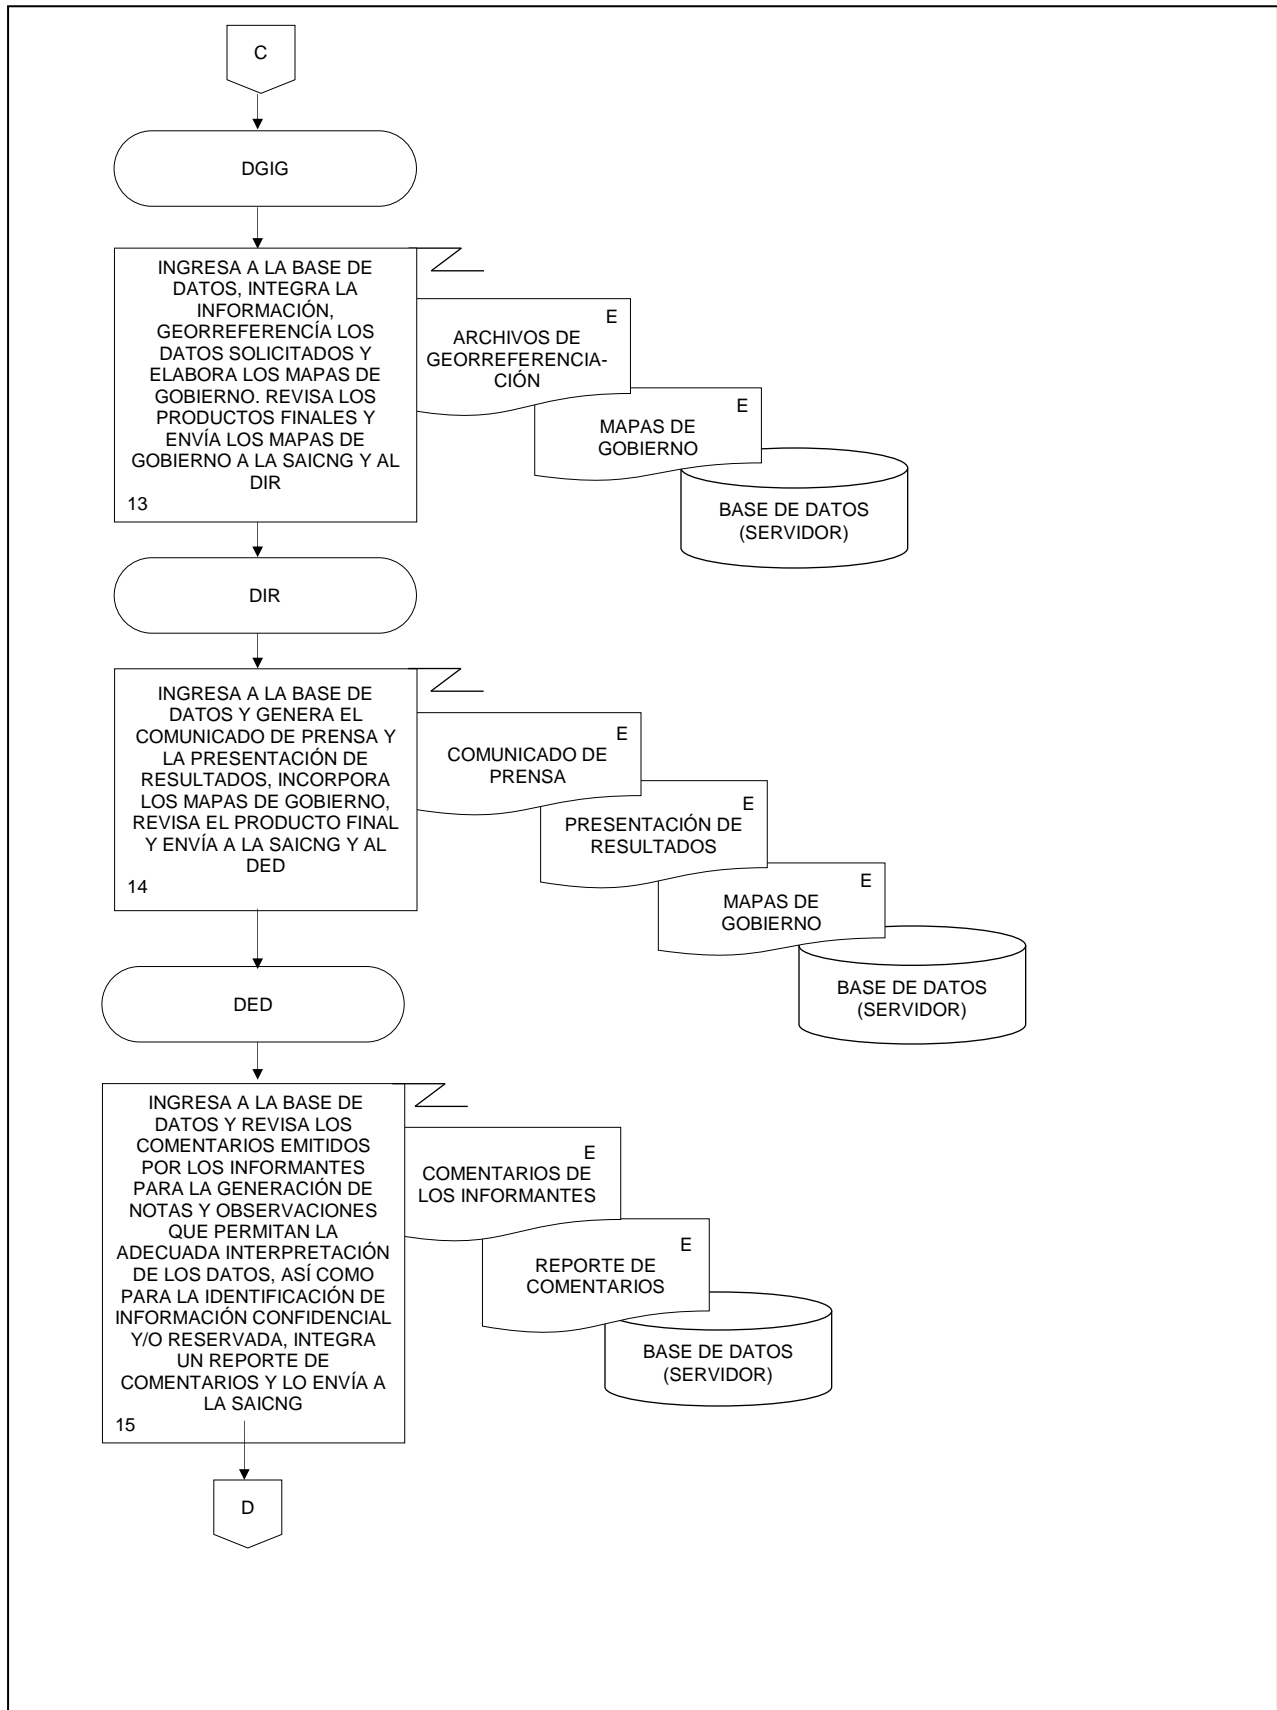 C
DGIG
INGRESA A LA BASE DE
DATOS, INTEGRA LA
INFORMACIÓN,
GEORREFERENCÍA LOS
DATOS SOLICITADOS Y
ELABORA LOS MAPAS DE
GOBIERNO. REVISA LOS
PRODUCTOS FINALES Y
ENVÍA LOS MAPAS DE
GOBIERNO A LA SAICNG Y AL
DIR
13
E
ARCHIVOS DE
GEORREFERENCIA-
CIÓN
E
MAPAS DE
GOBIERNO
BASE DE DATOS
(SERVIDOR)
DIR
INGRESA A LA BASE DE
DATOS Y GENERA EL
COMUNICADO DE PRENSA Y
LA PRESENTACIÓN DE
RESULTADOS, INCORPORA
LOS MAPAS DE GOBIERNO,
REVISA EL PRODUCTO FINAL
Y ENVÍA A LA SAICNG Y AL
DED
14
E
COMUNICADO DE
PRENSA
E
PRESENTACIÓN DE
RESULTADOS
E
MAPAS DE
GOBIERNO
BASE DE DATOS
(SERVIDOR)
DED
INGRESA A LA BASE DE
DATOS Y REVISA LOS
COMENTARIOS EMITIDOS
POR LOS INFORMANTES
PARA LA GENERACIÓN DE
NOTAS Y OBSERVACIONES
QUE PERMITAN LA
ADECUADA INTERPRETACIÓN
DE LOS DATOS, ASÍ COMO
PARA LA IDENTIFICACIÓN DE
INFORMACIÓN CONFIDENCIAL
Y/O RESERVADA, INTEGRA
UN REPORTE DE
COMENTARIOS Y LO ENVÍA A
LA SAICNG
15
E
COMENTARIOS DE
LOS INFORMANTES
E
REPORTE DE
COMENTARIOS
BASE DE DATOS
(SERVIDOR)
D